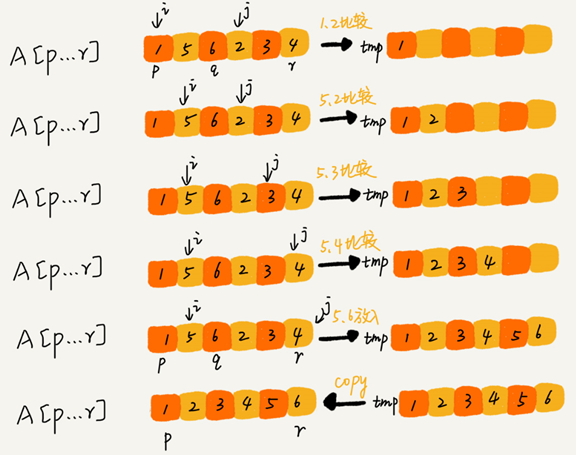 i j
A[p...r] 1 5 6 2 3 4 1.2比较 tmp 1
p q r
i j
A[p...r] 1 5 6 2 3 4 5.2比较 tmp 1 2
i j
A[p...r] 1 5 6 2 3 4 5.3比较 tmp 1 2 3
i j
A[p...r] 1 5 6 2 3 4 5.4比较 tmp 1 2 3 4
i j
A[p...r] 1 5 6 2 3 4 5.6放入 tmp 1 2 3 4 5 6
p q r
A[p...r] 1 2 3 4 5 6 copy tmp 1 2 3 4 5 6
p r